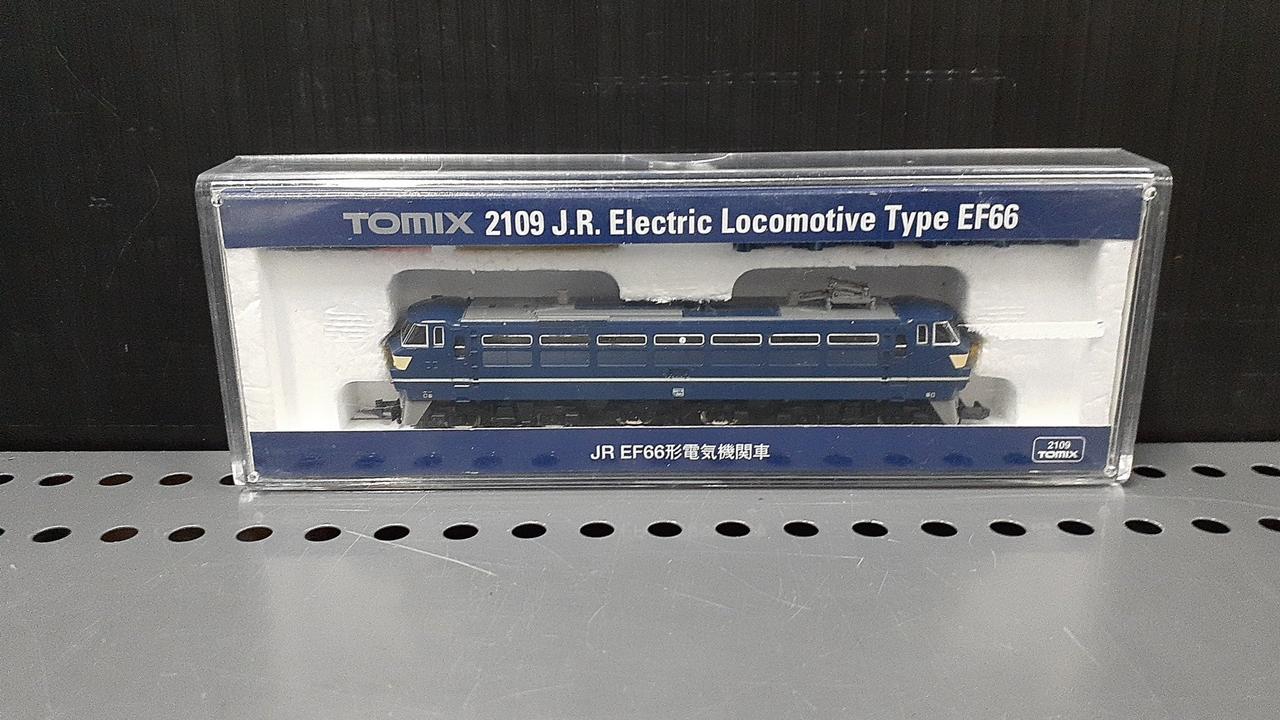 TOMIX 2109 J.R. Electric Locomotive Type EF66
JR EF66形電気機関車
2109
TOMIX